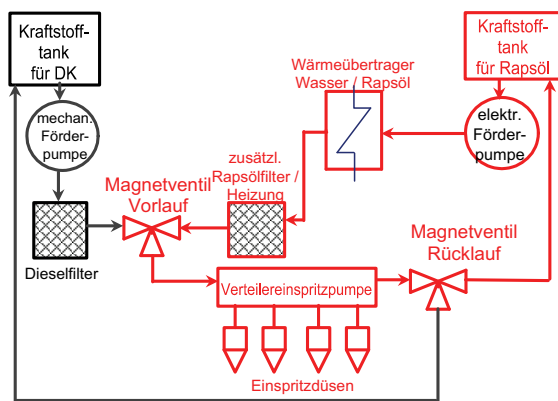 Kraftstoff-
tank
für DK
Kraftstoff-
tank
für Rapsöl
Wärmeübertrager
Wasser / Rapsöl
mechan.
Förder-
pumpe
elektr.
Förder-
pumpe
zusätzl.
Rapsölfilter /
Heizung
Magnetventil
Vorlauf
Magnetventil
Rücklauf
Dieselfilter
Verteilereinspritzpumpe
Einspritzdüsen